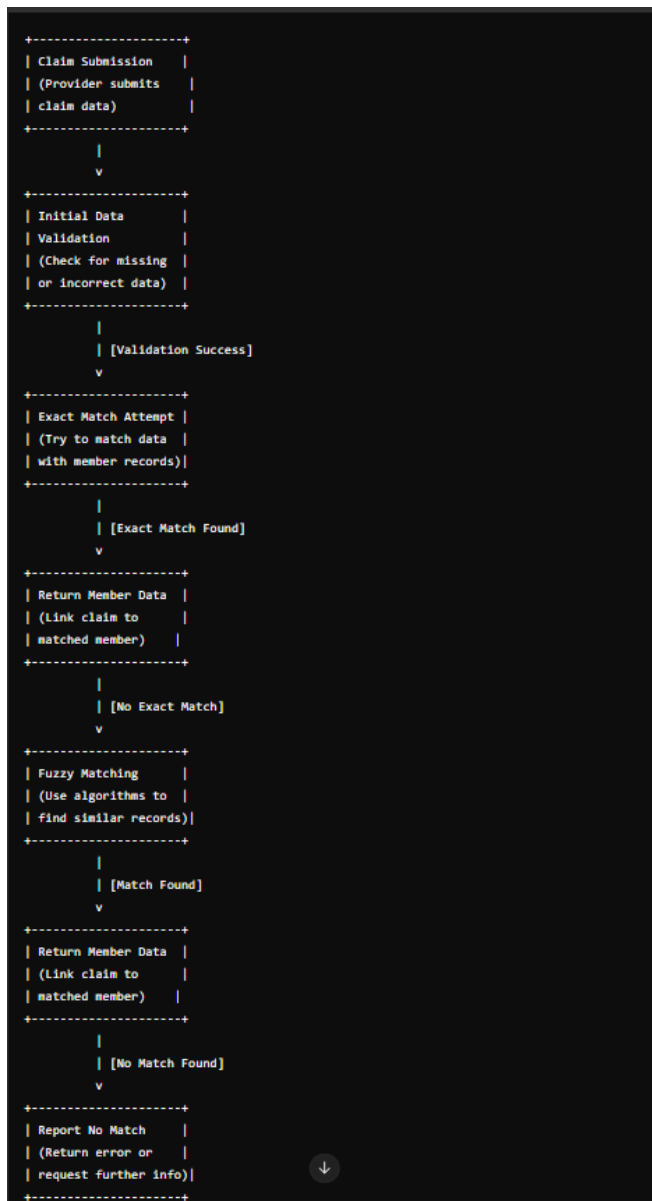 +---------------------+
| Claim Submission    |
| (Provider submits    |
| claim data)          |
+---------------------+
          |
          v
+---------------------+
| Initial Data        |
| Validation          |
| (Check for missing  |
| or incorrect data)  |
+---------------------+
          |
          | [Validation Success]
          v
+---------------------+
| Exact Match Attempt |
| (Try to match data  |
| with member records)|
+---------------------+
          |
          | [Exact Match Found]
          v
+---------------------+
| Return Member Data  |
| (Link claim to      |
| matched member)    |
+---------------------+
          |
          | [No Exact Match]
          v
+---------------------+
| Fuzzy Matching      |
| (Use algorithms to  |
| find similar records)|
+---------------------+
          |
          | [Match Found]
          v
+---------------------+
| Return Member Data  |
| (Link claim to      |
| matched member)    |
+---------------------+
          |
          | [No Match Found]
          v
+---------------------+
| Report No Match     |
| (Return error or    |
| request further info)|
+---------------------+